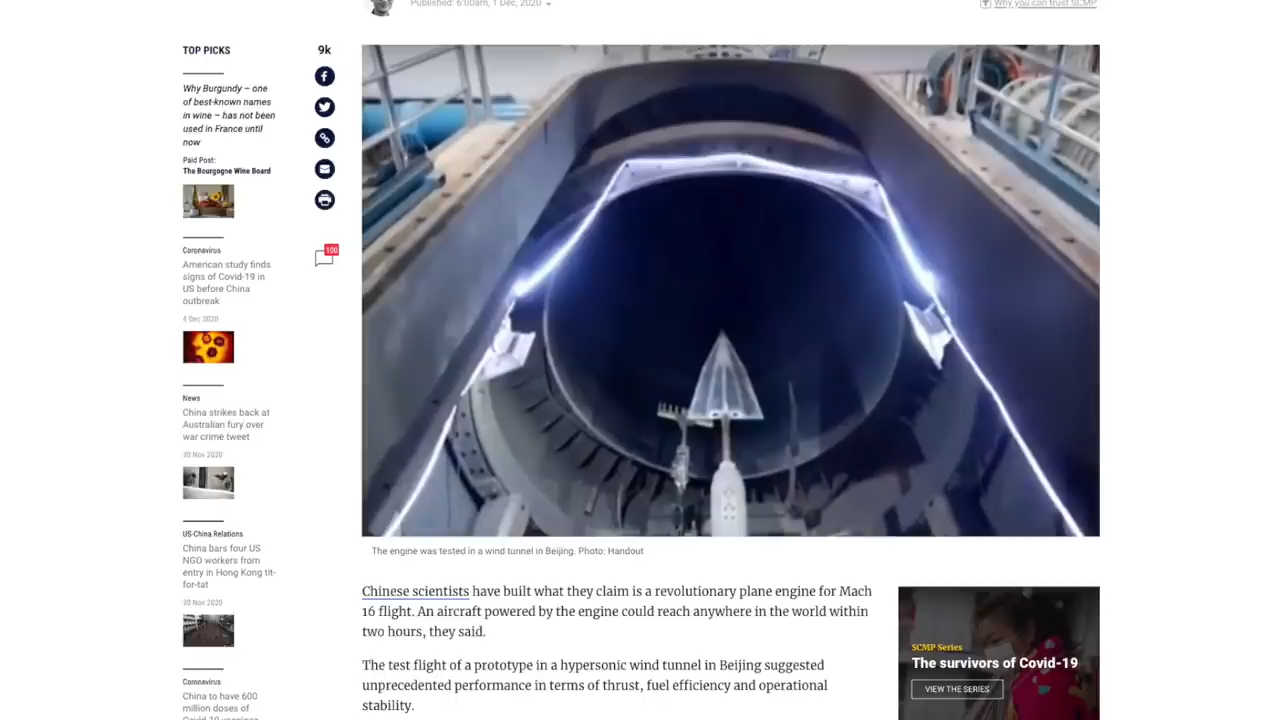 Published: 6:00am, 1 Dec, 2020
Why you can trust SCMP
TOP PICKS
Why Burgundy – one
of best-known names
in wine – has not been
used in France until
now
Paid Post:
The Bourgogne Wine Board
Coronavirus
American study finds
signs of Covid-19 in
US before China
outbreak
4 Dec 2020
News
China strikes back at
Australian fury over
war crime tweet
30 Nov 2020
US-China Relations
China bars four US
NGO workers from
entry in Hong Kong tit-
for-tat
30 Nov 2020
Coronavirus
China to have 600
million doses of
Covid-19 vaccines
9k
100
The engine was tested in a wind tunnel in Beijing. Photo: Handout
Chinese scientists have built what they claim is a revolutionary plane engine for Mach
16 flight. An aircraft powered by the engine could reach anywhere in the world within
two hours, they said.
The test flight of a prototype in a hypersonic wind tunnel in Beijing suggested
unprecedented performance in terms of thrust, fuel efficiency and operational
stability.
SCMP Series
The survivors of Covid-19
VIEW THE SERIES